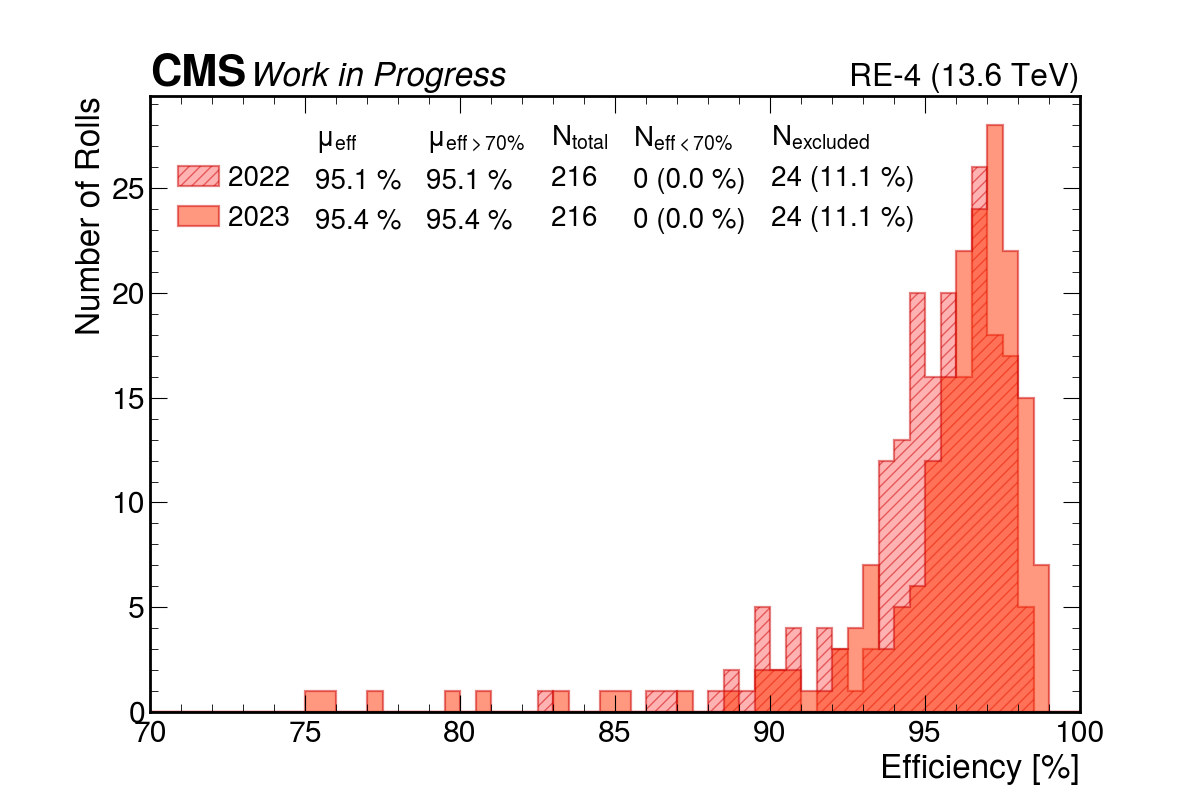 CMS Work in Progress RE-4 (13.6 TeV)
Number of Rolls
μeff μeff > 70% Ntotal Neff < 70% Nexcluded
2022 95.1 % 95.1 % 216 0 (0.0 %) 24 (11.1 %)
2023 95.4 % 95.4 % 216 0 (0.0 %) 24 (11.1 %)
25
20
15
10
5
0
70 75 80 85 90 95 100
Efficiency [%]